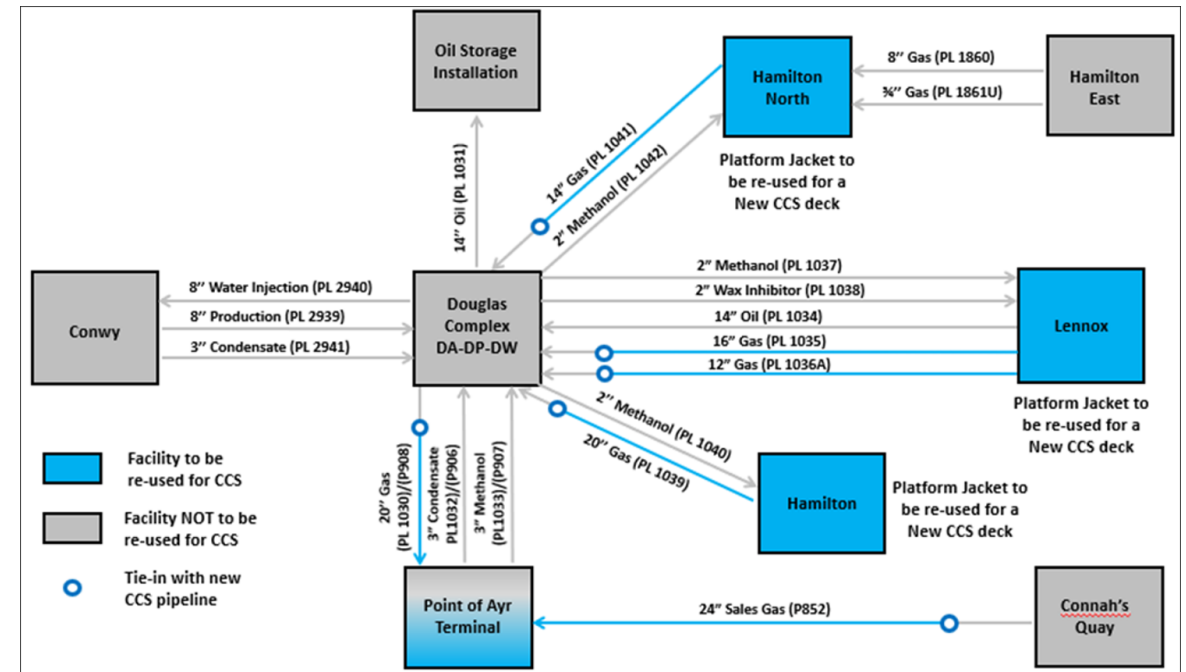 Oil Storage
Installation
Hamilton
North
8’’ Gas (PL 1860)
¾’’ Gas (PL 1861U)
Hamilton
East
Platform Jacket to
be re-used for a
New CCS deck
14” Oil (PL 1031)
14” Gas (PL 1041)
2” Methanol (PL 1042)
Conwy
8’’ Water Injection (PL 2940)
8’’ Production (PL 2939)
3’’ Condensate (PL 2941)
Douglas
Complex
DA-DP-DW
2” Methanol (PL 1037)
2” Wax Inhibitor (PL 1038)
14” Oil (PL 1034)
16” Gas (PL 1035)
12” Gas (PL 1036A)
Lennox
Platform Jacket to
be re-used for a
New CCS deck
2’’ Methanol (PL 1040)
20’’ Gas (PL 1039)
Hamilton
Platform Jacket to
be re-used for a
New CCS deck
20’’ Gas
(PL 1030)/(P908)
3” Condensate
PL1032)/(P906)
3” Methanol
(PL1033)/(P907)
Facility to be
re-used for CCS
Facility NOT to be
re-used for CCS
Tie-in with new
CCS pipeline
Point of Ayr
Terminal
24” Sales Gas (P852)
Connah’s
Quay